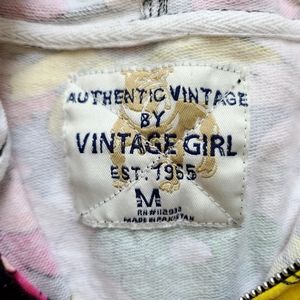 AUTHENTIC VINTAGE
BY
VINTAGE GIRL
EST. 1965
M
MADE IN PAKISTAN